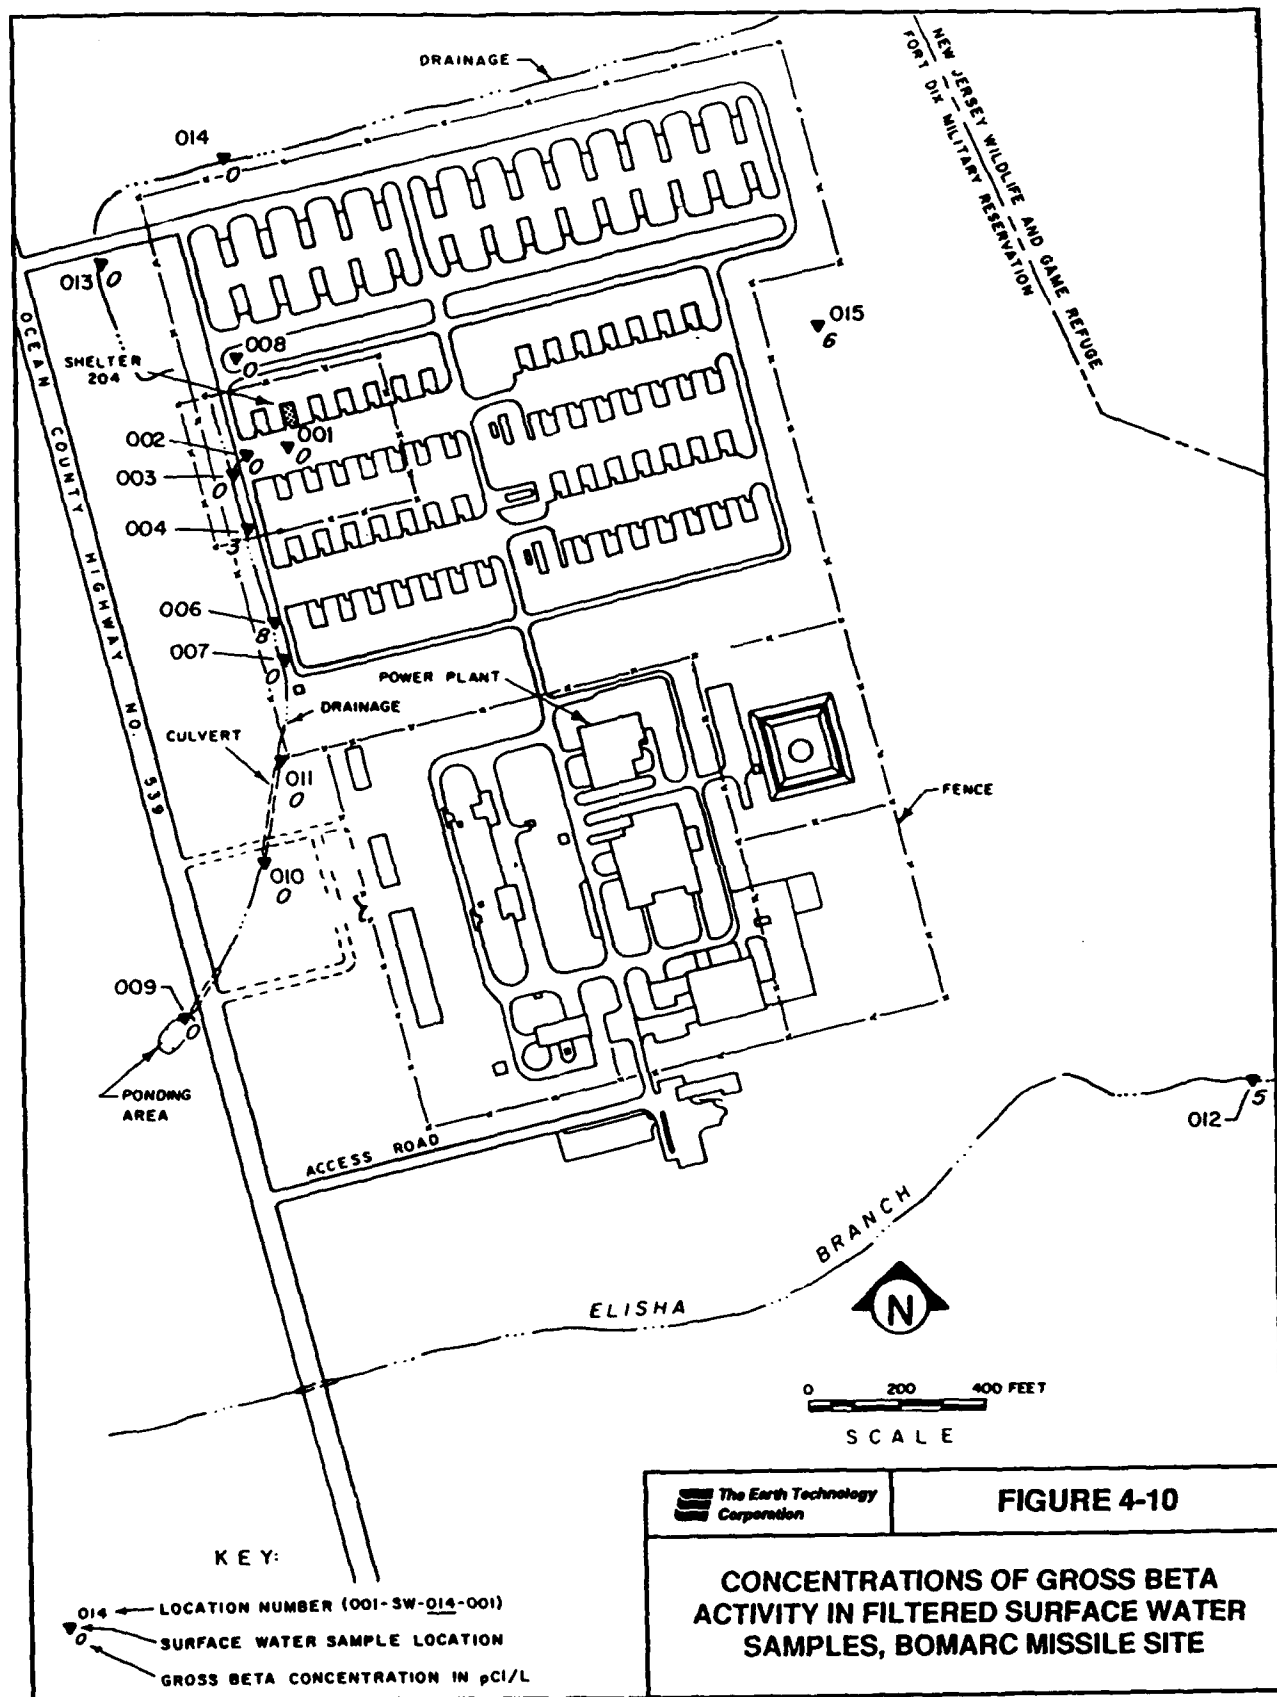 DRAINAGE
NEW JERSEY WILDLIFE AND GAME REFUGE
FORT DIX MILITARY RESERVATION
014
0
013
0
OCEAN COUNTY HIGHWAY NO. 539
008
0
SHELTER
204
015
6
002
0
001
0
003
0
004
3
006
8
007
0
POWER PLANT
DRAINAGE
CULVERT
011
0
FENCE
010
0
009
0
PONDING
AREA
012
5
ACCESS ROAD
ELISHA BRANCH
N
0 200 400 FEET
SCALE
The Earth Technology
Corporation
FIGURE 4-10
CONCENTRATIONS OF GROSS BETA
ACTIVITY IN FILTERED SURFACE WATER
SAMPLES, BOMARC MISSILE SITE
KEY:
014 LOCATION NUMBER (001-SW-014-001)
SURFACE WATER SAMPLE LOCATION
0 GROSS BETA CONCENTRATION IN pCi/L